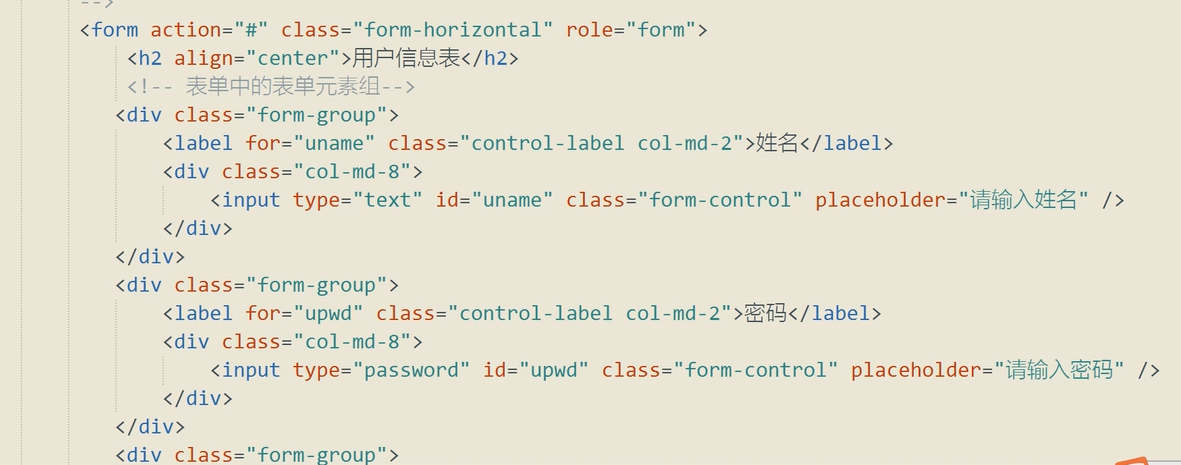 -->
<form action="#" class="form-horizontal" role="form">
<h2 align="center">用户信息表</h2>
<!-- 表单中的表单元素组-->
<div class="form-group">
<label for="uname" class="control-label col-md-2">姓名</label>
<div class="col-md-8">
<input type="text" id="uname" class="form-control" placeholder="请输入姓名" />
</div>
</div>
<div class="form-group">
<label for="upwd" class="control-label col-md-2">密码</label>
<div class="col-md-8">
<input type="password" id="upwd" class="form-control" placeholder="请输入密码" />
</div>
</div>
<div class="form-group">